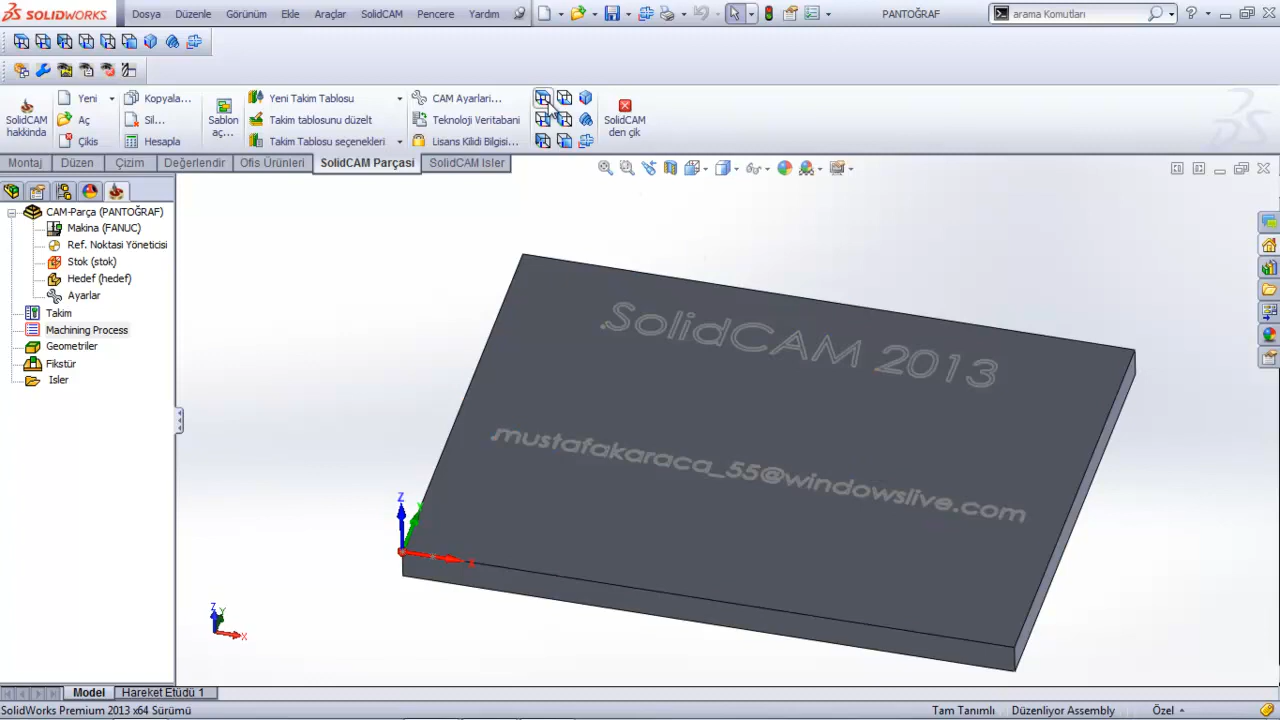 SOLIDWORKS Dosya Düzenle Görünüm Ekle Araçlar SolidCAM Pencere Yardım PANTOĞRAF arama Komutları
SolidCAM hakkinda
Yeni
Aç
Çikis
Kopyala...
Sil...
Hesapla
Sablon aç...
Yeni Takim Tablosu
Takim tablosunu düzelt
Takim Tablosu seçenekleri
CAM Ayarlari...
Teknoloji Veritabani
Lisans Kilidi Bilgisi...
SolidCAM den çik
Montaj Düzen Çizim Değerlendir Ofis Ürünleri SolidCAM Parçasi SolidCAM Isler
CAM-Parça (PANTOĞRAF)
Makina (FANUC)
Ref. Noktasi Yöneticisi
Stok (stok)
Hedef (hedef)
Ayarlar
Takim
Machining Process
Geometriler
Fikstür
Isler
SolidCAM 2013
mustafakaraca_55@windowslive.com
Z
Y
X
Z
Y
X
Model Hareket Etüdü 1
SolidWorks Premium 2013 x64 Sürümü Tam Tanımlı Düzenliyor Assembly Özel